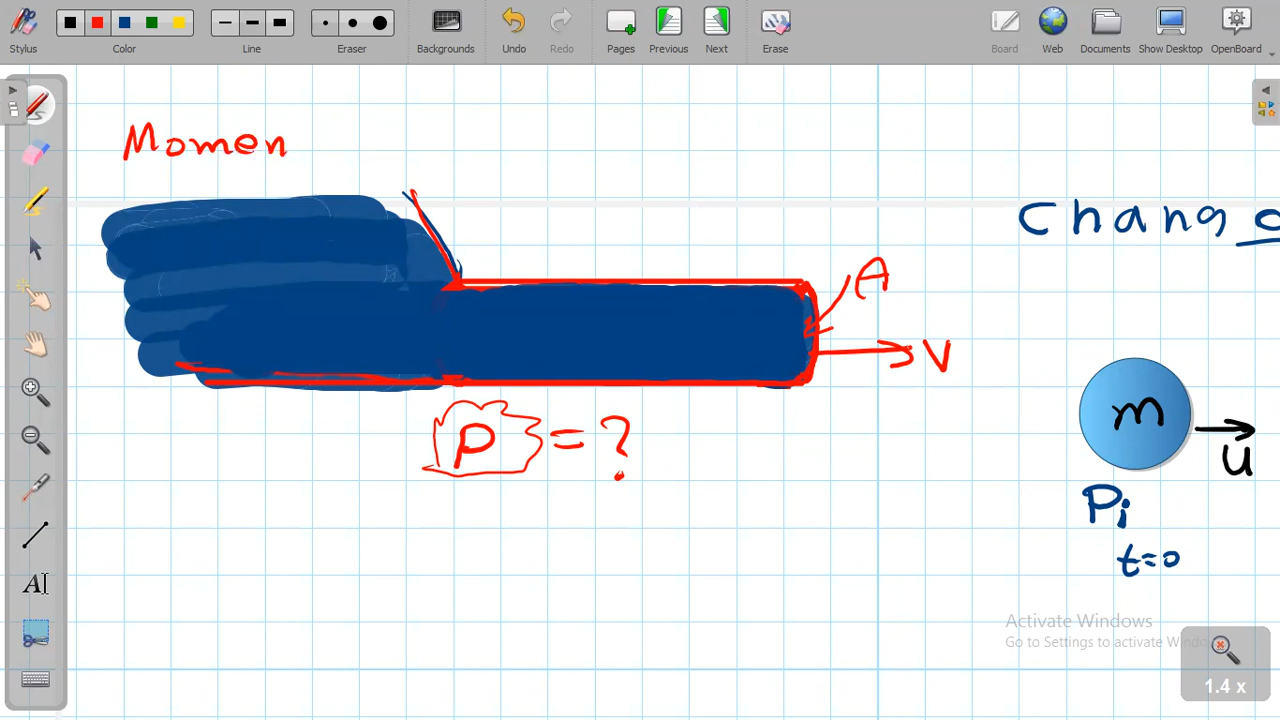 Stylus
Color
Line
Eraser
Backgrounds
Undo
Redo
Pages
Previous
Next
Erase
Board
Web
Documents
Show Desktop
OpenBoard
Momen
Chang
A
V
P = ?
m
u
Pi
t=0
Activate Windows
Go to Settings to activate Windows
1.4 x